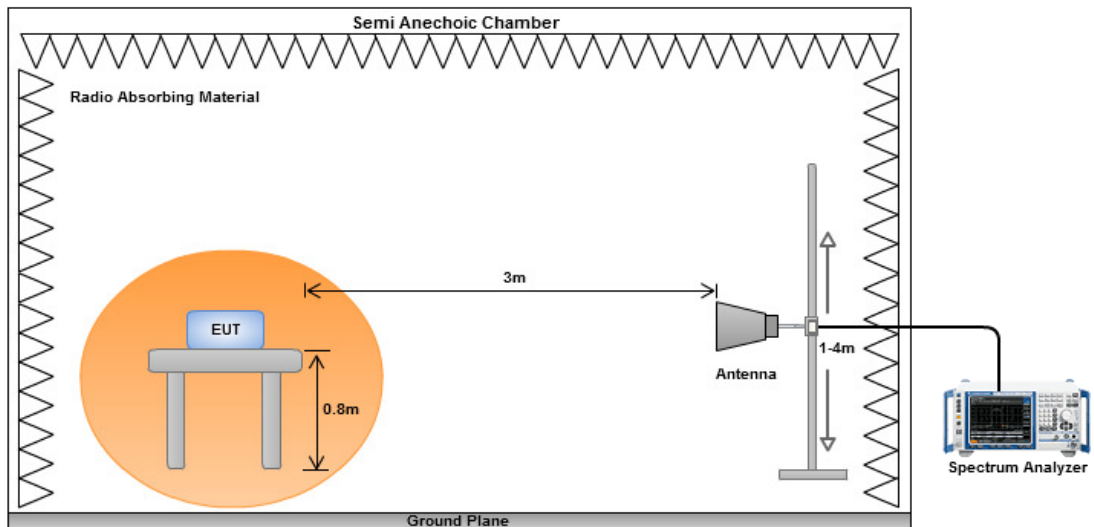 Semi Anechoic Chamber
Radio Absorbing Material
3m
EUT
0.8m
1-4m
Antenna
Spectrum Analyzer
Ground Plane